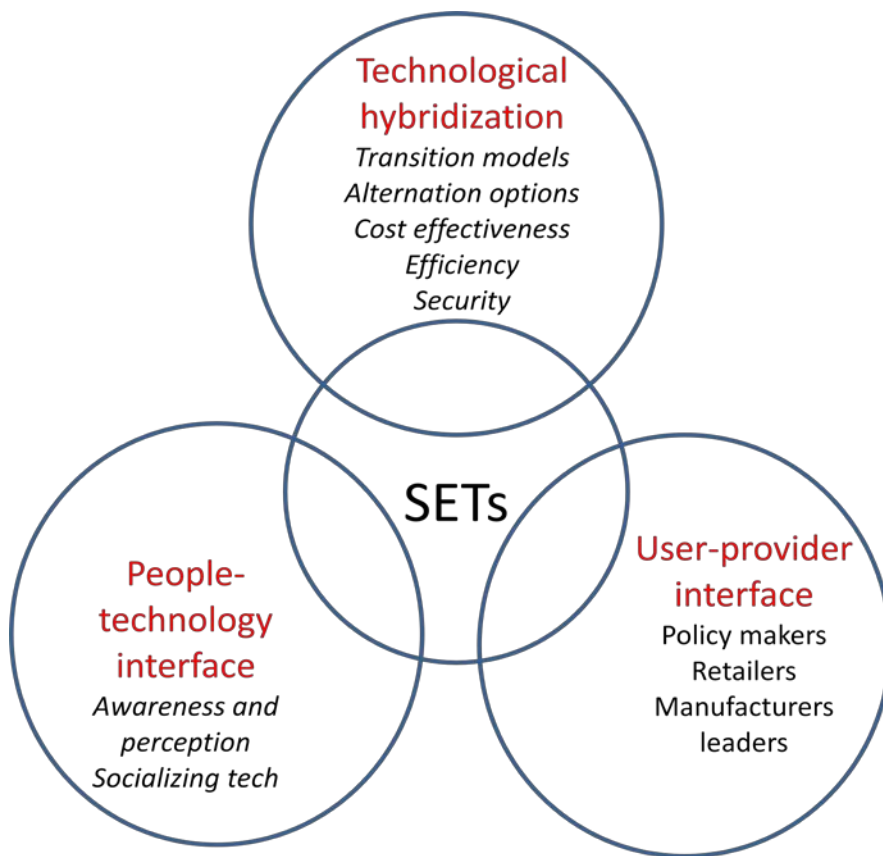 Technological
hybridization
Transition models
Alternation options
Cost effectiveness
Efficiency
Security
SETs
People-
technology
interface
Awareness and
perception
Socializing tech
User-provider
interface
Policy makers
Retailers
Manufacturers
leaders